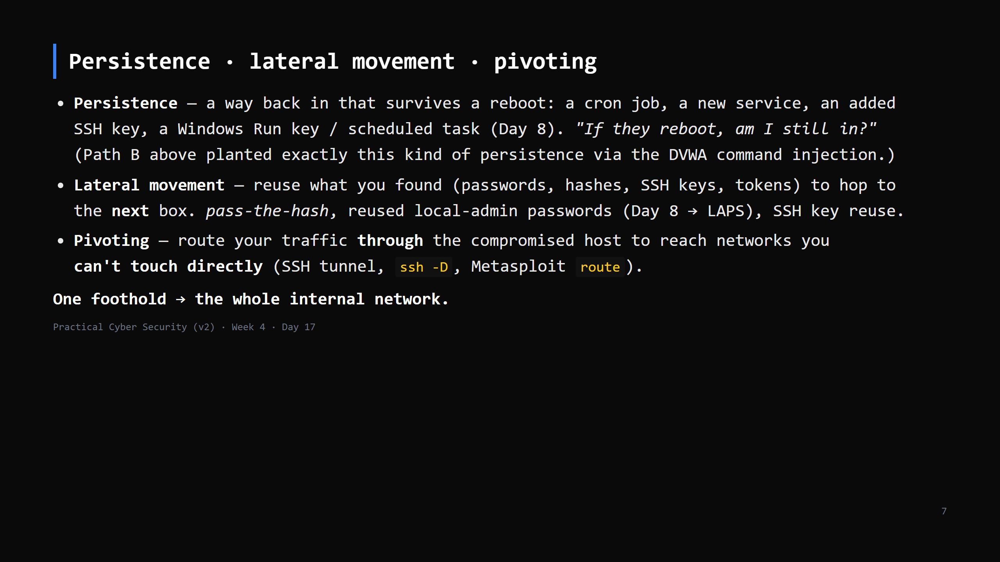 Persistence · lateral movement · pivoting
• Persistence — a way back in that survives a reboot: a cron job, a new service, an added
SSH key, a Windows Run key / scheduled task (Day 8). "If they reboot, am I still in?"
(Path B above planted exactly this kind of persistence via the DVWA command injection.)
• Lateral movement — reuse what you found (passwords, hashes, SSH keys, tokens) to hop to
the next box. pass-the-hash, reused local-admin passwords (Day 8 → LAPS), SSH key reuse.
• Pivoting — route your traffic through the compromised host to reach networks you
can't touch directly (SSH tunnel, ssh -D, Metasploit route).
One foothold → the whole internal network.
Practical Cyber Security (v2) · Week 4 · Day 17
7